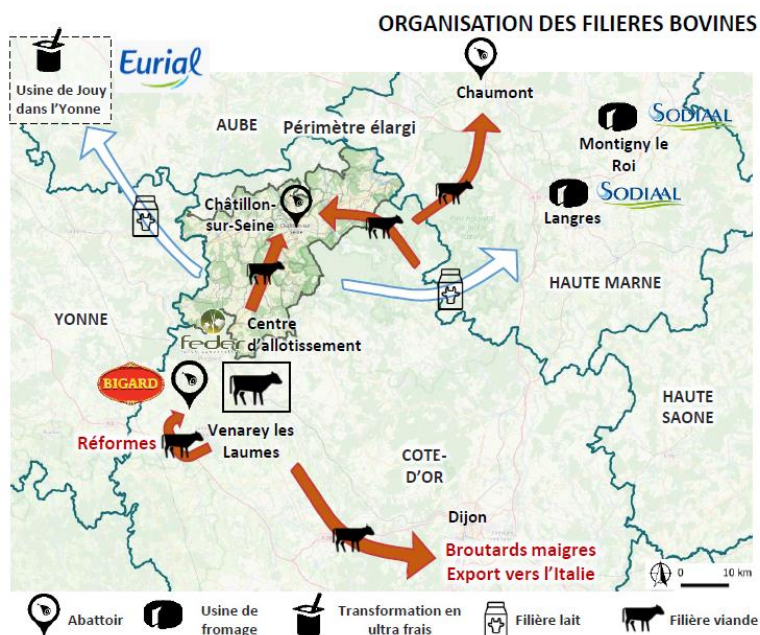 ORGANISATION DES FILIERES BOVINES
Usine de Jouy
dans l'Yonne
Eurial
Chaumont
AUBE
Périmètre élargi
SODIAAL
Montigny le
Roi
SODIAAL
Langres
Châtillon-
sur-Seine
HAUTE MARNE
YONNE
feder
Centre
d'allotissement
BIGARD
HAUTE
SAONE
Réformes
Venarey les
Laumes
COTE-
D'OR
Dijon
Broutards maigres
Export vers l'Italie
0 10 km
Abattoir
Usine de
fromage
Transformation en
ultra frais
Filière lait
Filière viande